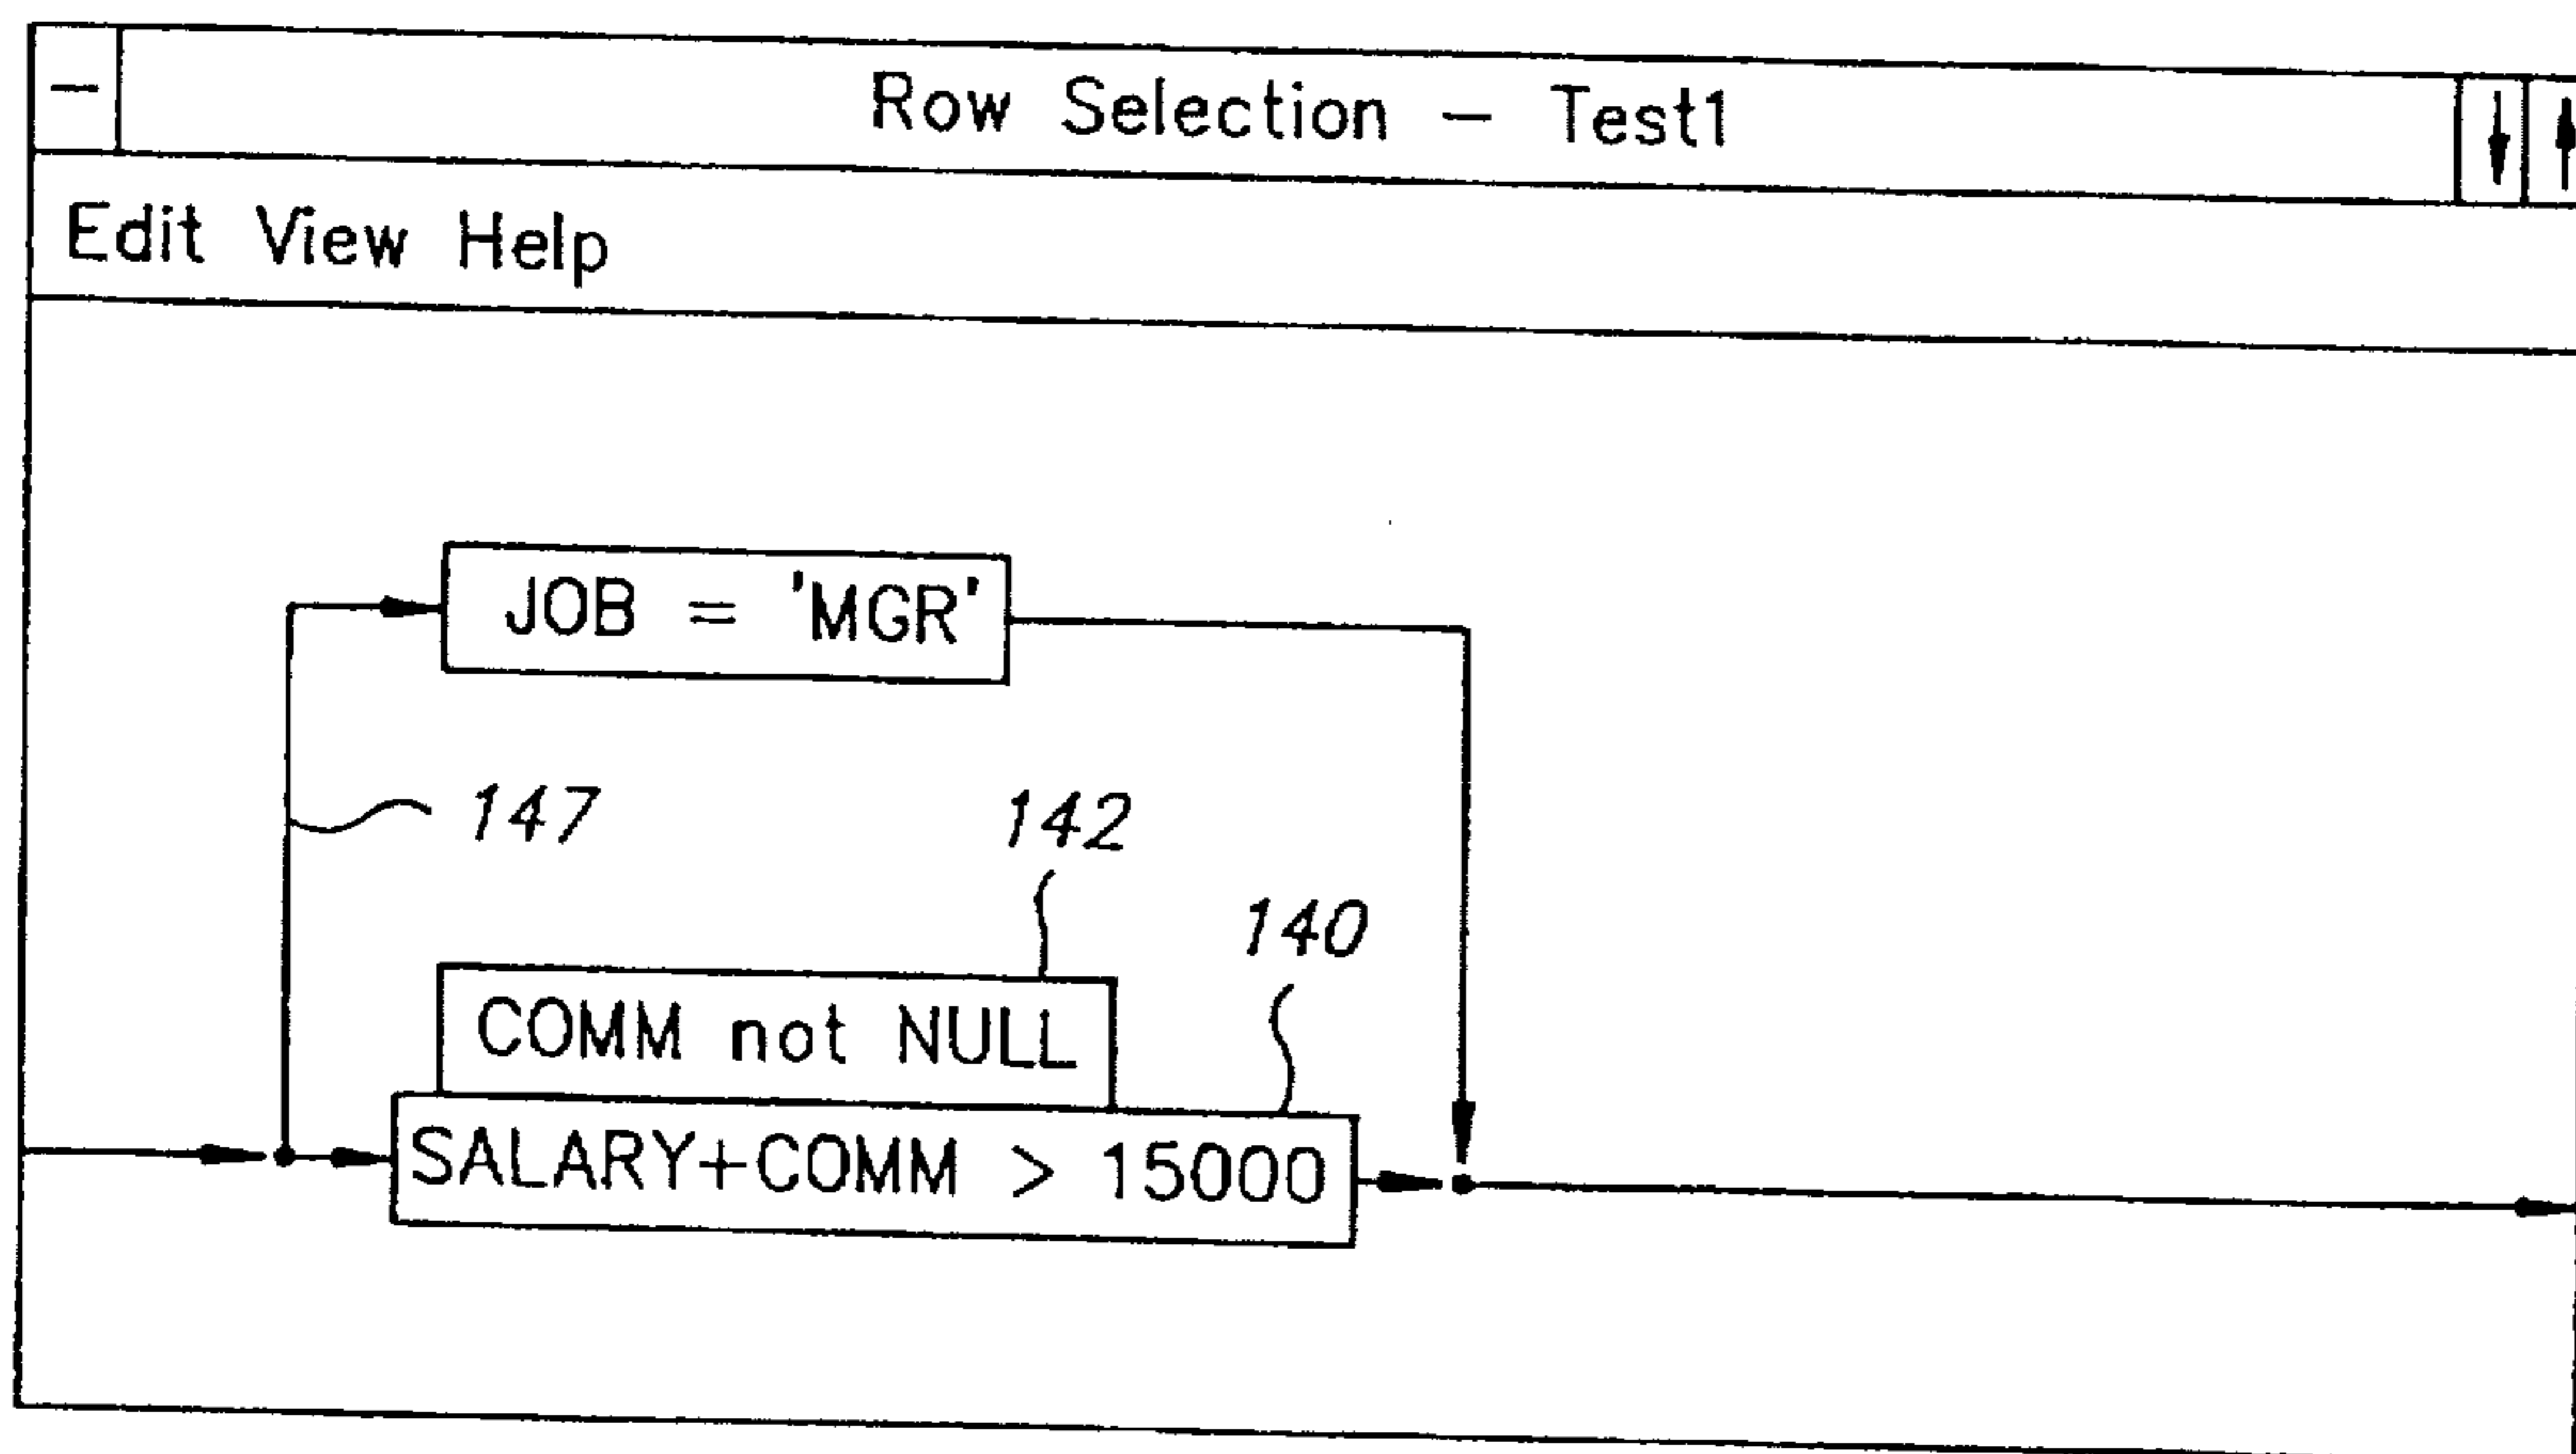 Row Selection – Test1
Edit View Help
JOB = 'MGR'
147
142
140
COMM not NULL
SALARY+COMM > 15000